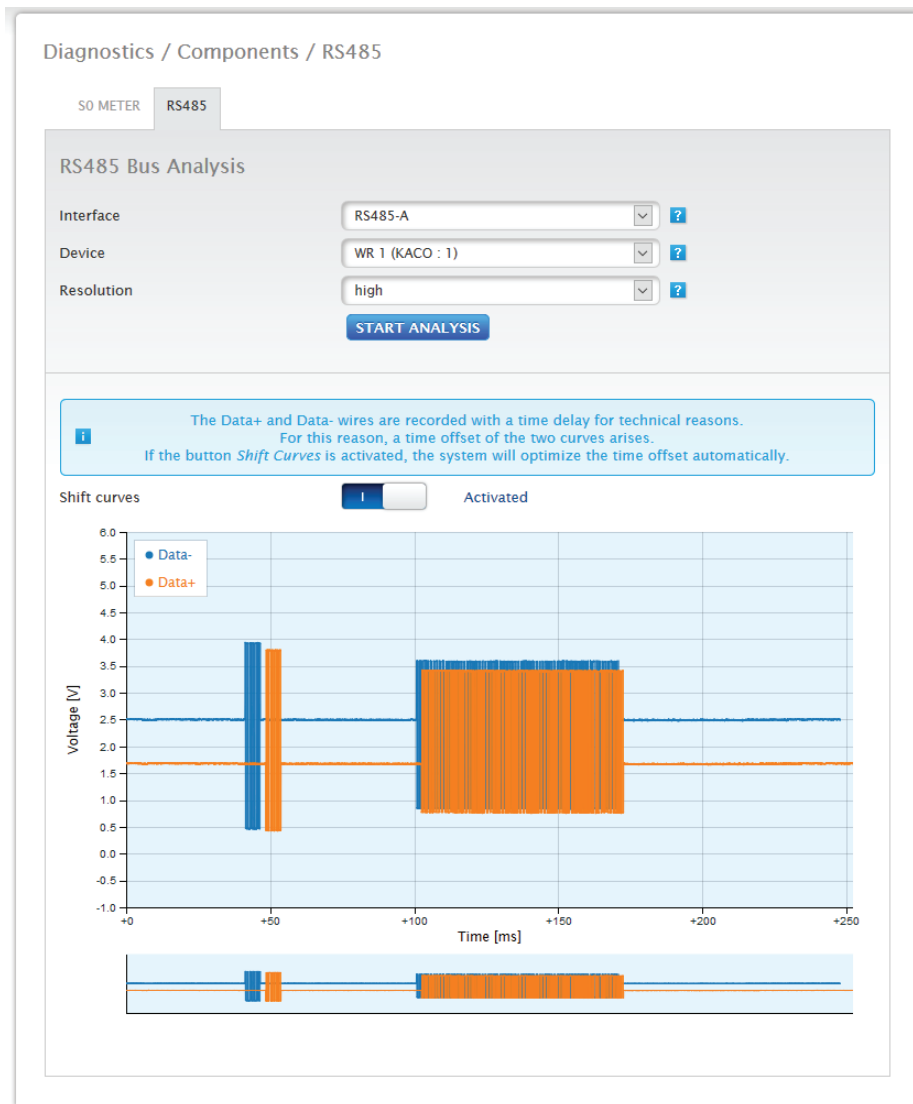 Diagnostics / Components / RS485
S0 METER
RS485
RS485 Bus Analysis
Interface
RS485-A
?
Device
WR 1 (KACO : 1)
?
Resolution
high
?
START ANALYSIS
i
The Data+ and Data- wires are recorded with a time delay for technical reasons.
For this reason, a time offset of the two curves arises.
If the button Shift Curves is activated, the system will optimize the time offset automatically.
Shift curves
I
Activated
Data-
Data+
6.0
5.5
5.0
4.5
4.0
3.5
3.0
2.5
2.0
1.5
1.0
0.5
0.0
-0.5
-1.0
Voltage [V]
+0
+50
+100
+150
+200
+250
Time [ms]